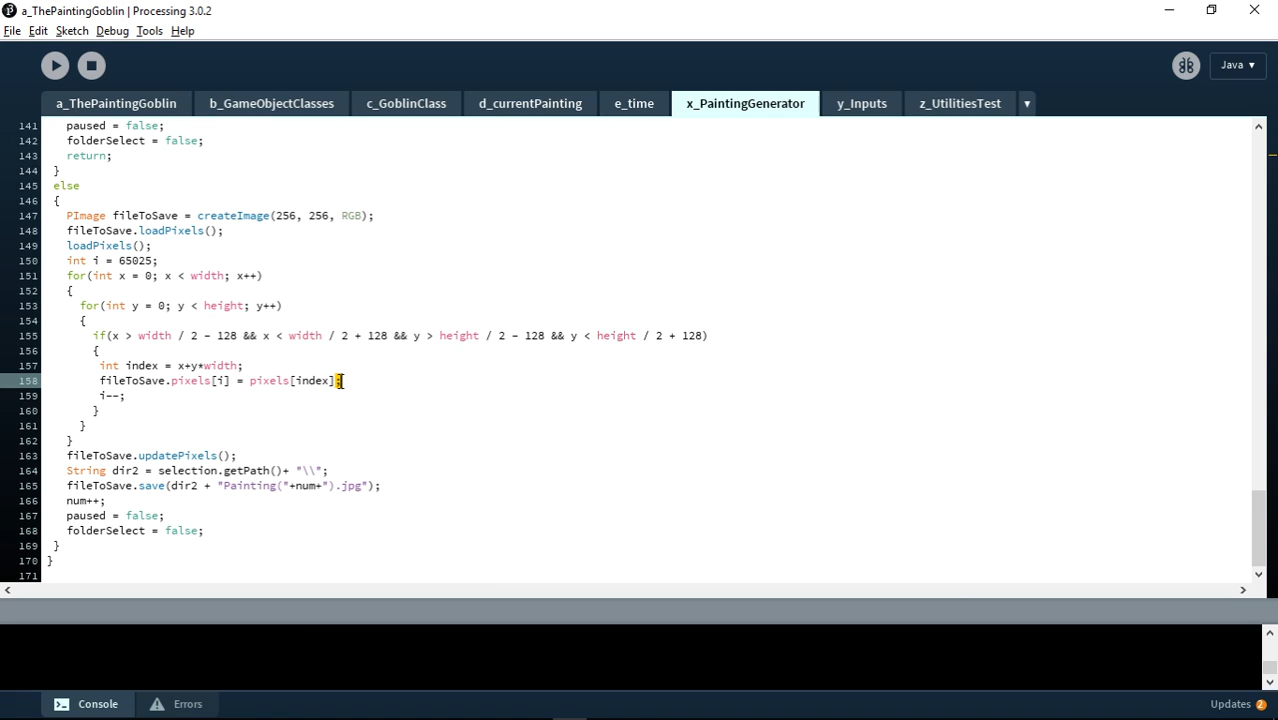 a_ThePaintingGoblin | Processing 3.0.2
File Edit Sketch Debug Tools Help
Java ▼
a_ThePaintingGoblin b_GameObjectClasses c_GoblinClass d_currentPainting e_time x_PaintingGenerator y_Inputs z_UtilitiesTest ▼
141 paused = false;
142 folderSelect = false;
143 return;
144 }
145 else
146 {
147 PImage fileToSave = createImage(256, 256, RGB);
148 fileToSave.loadPixels();
149 loadPixels();
150 int i = 65025;
151 for(int x = 0; x < width; x++)
152 {
153 for(int y = 0; y < height; y++)
154 {
155 if(x > width / 2 - 128 && x < width / 2 + 128 && y > height / 2 - 128 && y < height / 2 + 128)
156 {
157 int index = x+y*width;
158 fileToSave.pixels[i] = pixels[index];
159 i--;
160 }
161 }
162 }
163 fileToSave.updatePixels();
164 String dir2 = selection.getPath()+ "\\";
165 fileToSave.save(dir2 + "Painting("+num+").jpg");
166 num++;
167 paused = false;
168 folderSelect = false;
169 }
170 }
171
Console Errors Updates 2